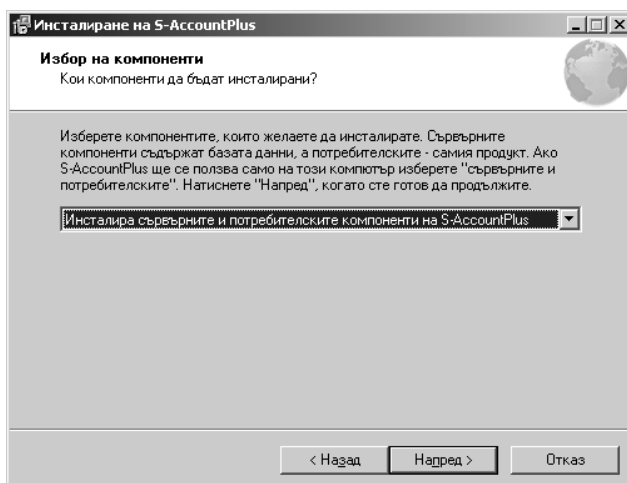 Инсталиране на S-AccountPlus
Избор на компоненти
Кои компоненти да бъдат инсталирани?
Изберете компонентите, които желаете да инсталирате. Сървърните
компоненти съдържат базата данни, а потребителските - самия продукт. Ако
S-AccountPlus ще се ползва само на този компютър изберете "сървърните и
потребителските". Натиснете "Напред", когато сте готов да продължите.
Инсталира сървърните и потребителските компоненти на S-AccountPlus
< Назад Напред > Отказ